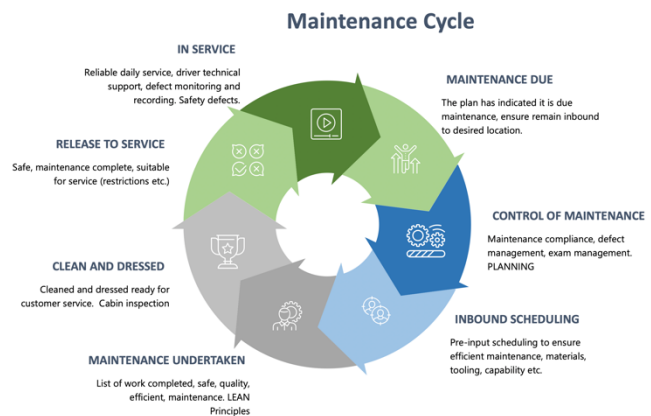 Maintenance Cycle
IN SERVICE
Reliable daily service, driver technical
support, defect monitoring and
recording. Safety defects.
MAINTENANCE DUE
The plan has indicated it is due
maintenance, ensure remain inbound
to desired location.
CONTROL OF MAINTENANCE
Maintenance compliance, defect
management, exam management.
PLANNING
INBOUND SCHEDULING
Pre-input scheduling to ensure
efficient maintenance, materials,
tooling, capability etc.
MAINTENANCE UNDERTAKEN
List of work completed, safe, quality,
efficient, maintenance. LEAN
Principles
CLEAN AND DRESSED
Cleaned and dressed ready for
customer service. Cabin inspection
RELEASE TO SERVICE
Safe, maintenance complete, suitable
for service (restrictions etc.)